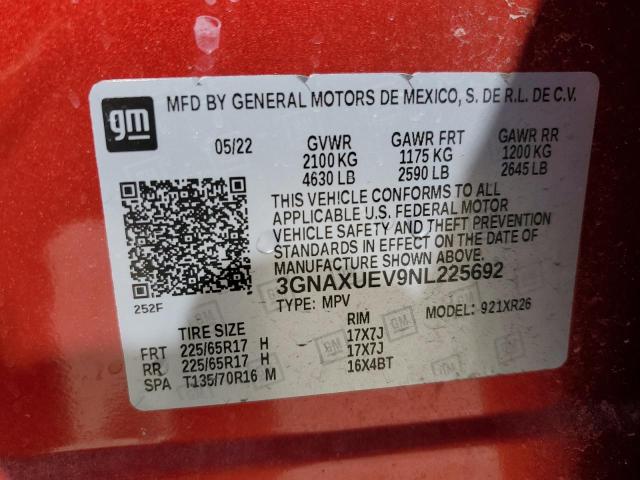 gm
MFD BY GENERAL MOTORS DE MEXICO, S. DE R.L. DE C.V.
05/22 GVWR GAWR FRT GAWR RR
2100 KG 1175 KG 1200 KG
4630 LB 2590 LB 2645 LB
THIS VEHICLE CONFORMS TO ALL
APPLICABLE U.S. FEDERAL MOTOR
VEHICLE SAFETY AND THEFT PREVENTION
STANDARDS IN EFFECT ON THE DATE OF
MANUFACTURE SHOWN ABOVE.
3GNAXUEV9NL225692
252F
TYPE: MPV MODEL: 921XR26
TIRE SIZE RIM
FRT 225/65R17 H 17X7J
RR 225/65R17 H 17X7J
SPA T135/70R16 M 16X4BT